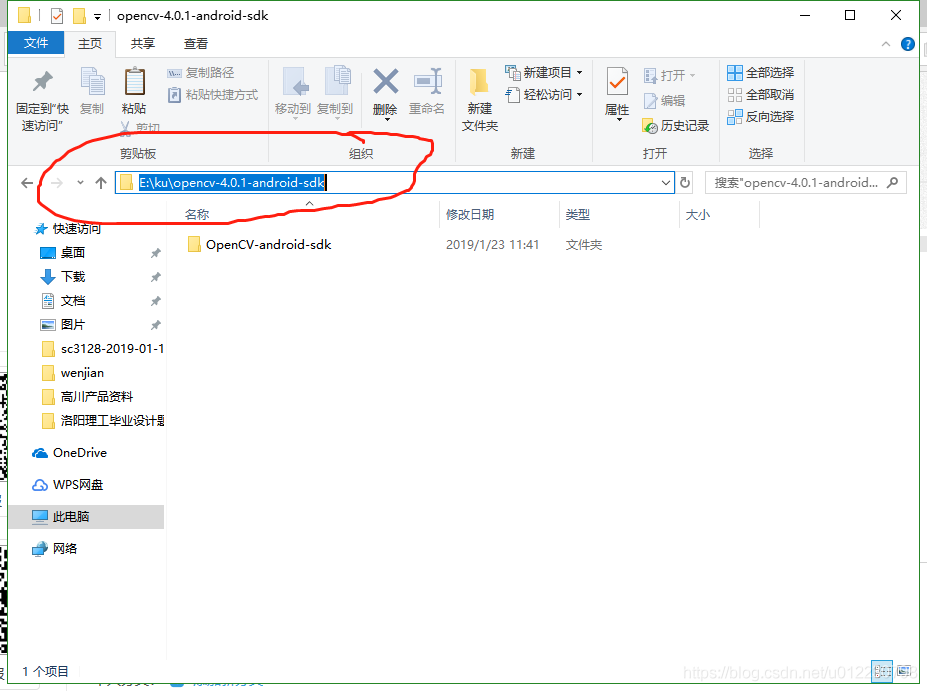 opencv-4.0.1-android-sdk
文件 主页 共享 查看
固定到"快速访问"
复制
粘贴
复制路径
粘贴快捷方式
剪切
剪贴板
移动到
复制到
删除
重命名
组织
新建文件夹
新建项目
轻松访问
新建
属性
打开
编辑
历史记录
打开
全部选择
全部取消
反向选择
选择
E:\ku\opencv-4.0.1-android-sdk
搜索"opencv-4.0.1-android...
名称 修改日期 类型 大小
OpenCV-android-sdk 2019/1/23 11:41 文件夹
快速访问
桌面
下载
文档
图片
sc3128-2019-01-1
wenjian
高川产品资料
洛阳理工毕业设计题
OneDrive
WPS网盘
此电脑
网络
1 个项目